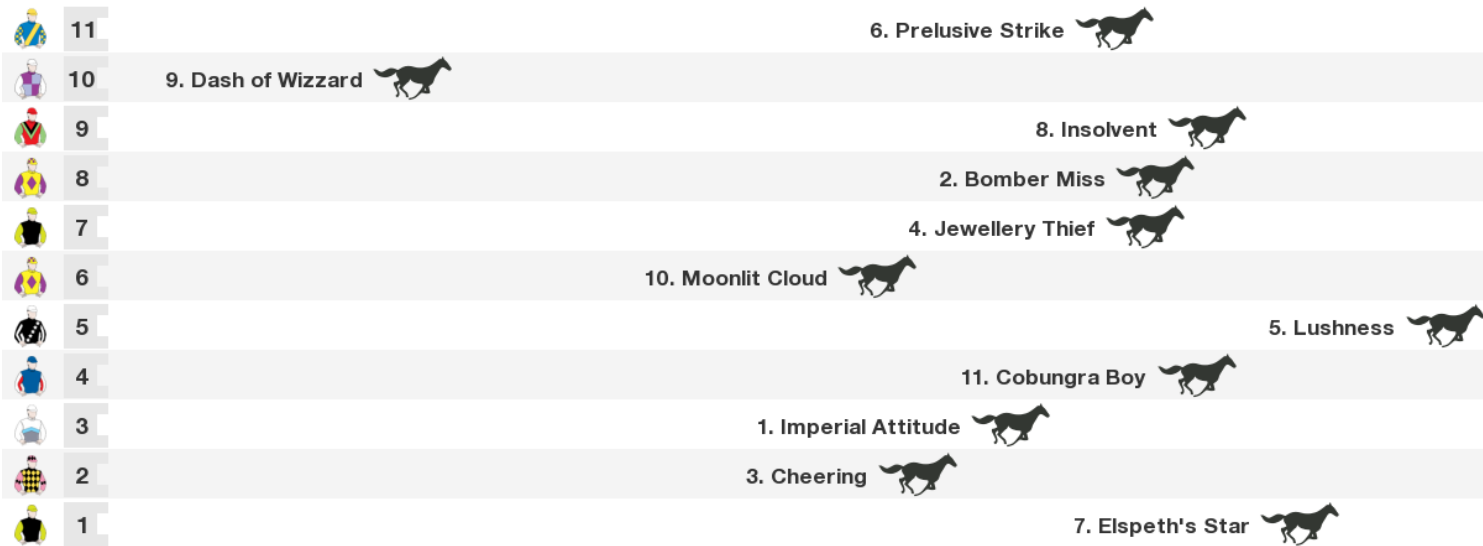 11 6. Prelusive Strike
10 9. Dash of Wizzard
9 8. Insolvent
8 2. Bomber Miss
7 4. Jewellery Thief
6 10. Moonlit Cloud
5 5. Lushness
4 11. Cobungra Boy
3 1. Imperial Attitude
2 3. Cheering
1 7. Elspeth's Star